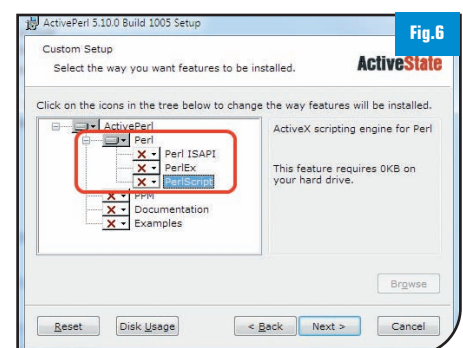 ActivePerl 5.10.0 Build 1005 Setup
Fig.6
Custom Setup
Select the way you want features to be installed.
ActiveState
Click on the icons in the tree below to change the way features will be installed.
ActivePerl
Perl
Perl ISAPI
PerlEx
PerlScript
PPM
Documentation
Examples
ActiveX scripting engine for Perl
This feature requires 0KB on
your hard drive.
Browse
Reset
Disk Usage
< Back
Next >
Cancel